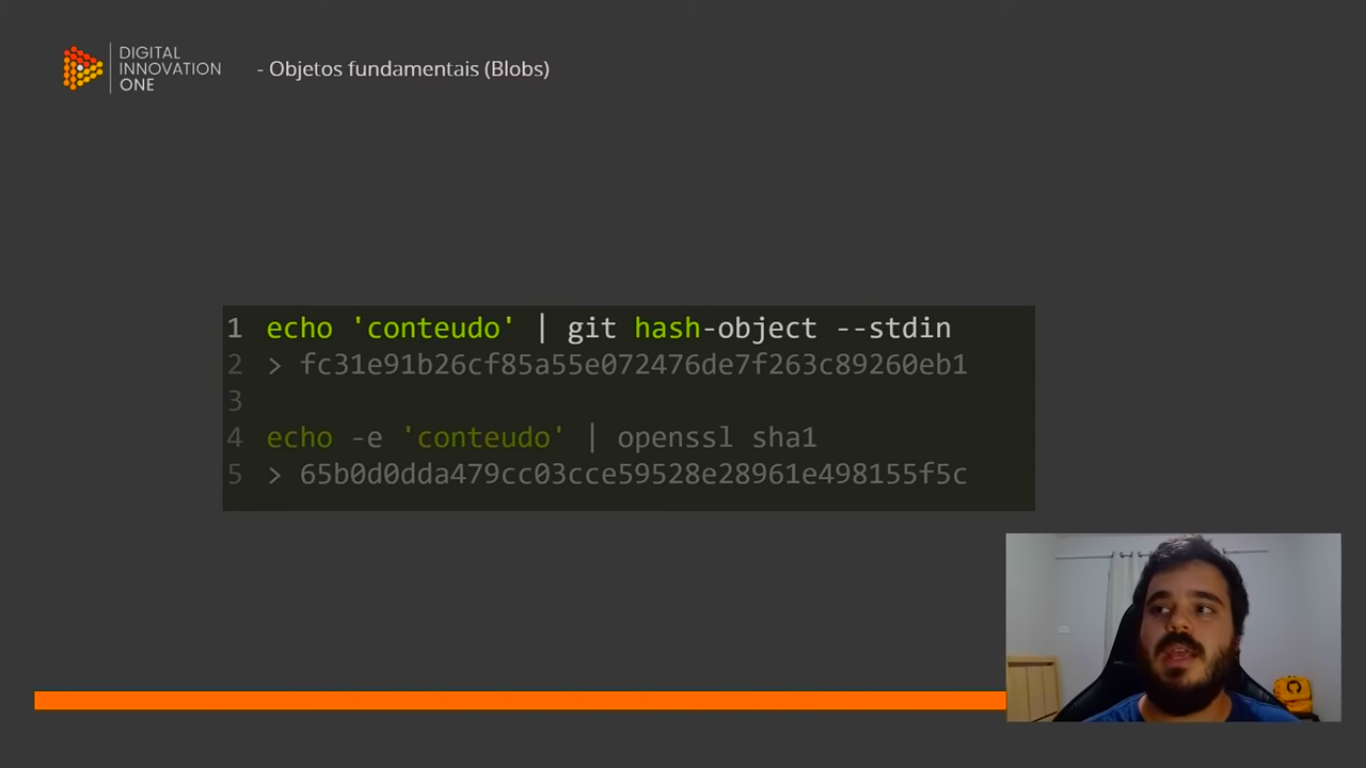 DIGITAL
INNOVATION
ONE
- Objetos fundamentais (Blobs)
1 echo 'conteudo' | git hash-object --stdin
2 > fc31e91b26cf85a55e072476de7f263c89260eb1
3
4 echo -e 'conteudo' | openssl sha1
5 > 65b0d0dda479cc03cce59528e28961e498155f5c